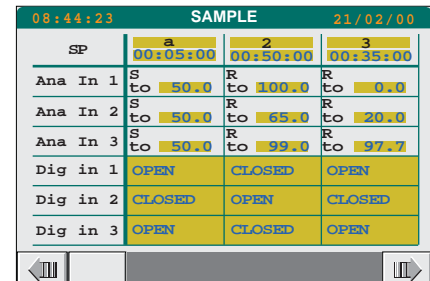 08:44:23 SAMPLE 21/02/00
SP a 2 3
00:05:00 00:50:00 00:35:00
Ana In 1 S to 50.0 R to 100.0 R to 0.0
Ana In 2 S to 50.0 R to 65.0 R to 20.0
Ana In 3 S to 50.0 R to 99.0 R to 97.7
Dig in 1 OPEN CLOSED OPEN
Dig in 2 CLOSED OPEN CLOSED
Dig in 3 OPEN CLOSED OPEN